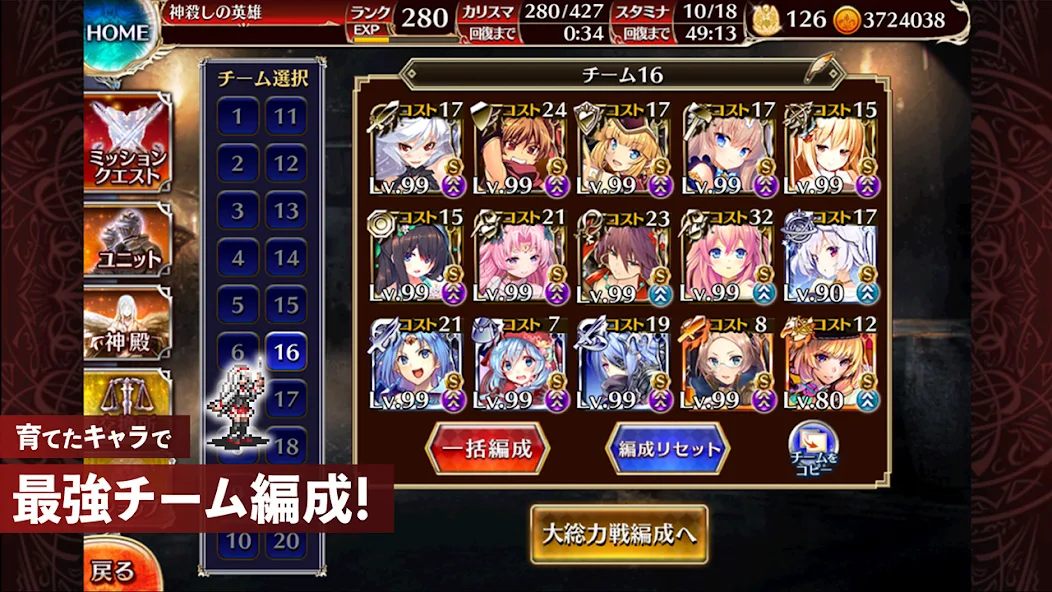 HOME
神殺しの英雄
ランク 280
EXP
カリスマ 280/427
回復まで 0:34
スタミナ 10/18
回復まで 49:13
126
3724038
ミッション
クエスト
ユニット
神殿
戻る
チーム選択
1 11
2 12
3 13
4 14
5 15
6 16
17
18
10 20
チーム16
コスト17 コスト24 コスト17 コスト17 コスト15
Lv.99 Lv.99 Lv.99 Lv.99 Lv.99
コスト15 コスト21 コスト23 コスト32 コスト17
Lv.99 Lv.99 Lv.99 Lv.99 Lv.90
コスト21 コスト7 コスト19 コスト8 コスト12
Lv.99 Lv.99 Lv.99 Lv.99 Lv.80
一括編成
編成リセット
チームを
コピー
大総力戦編成へ
育てたキャラで
最強チーム編成!